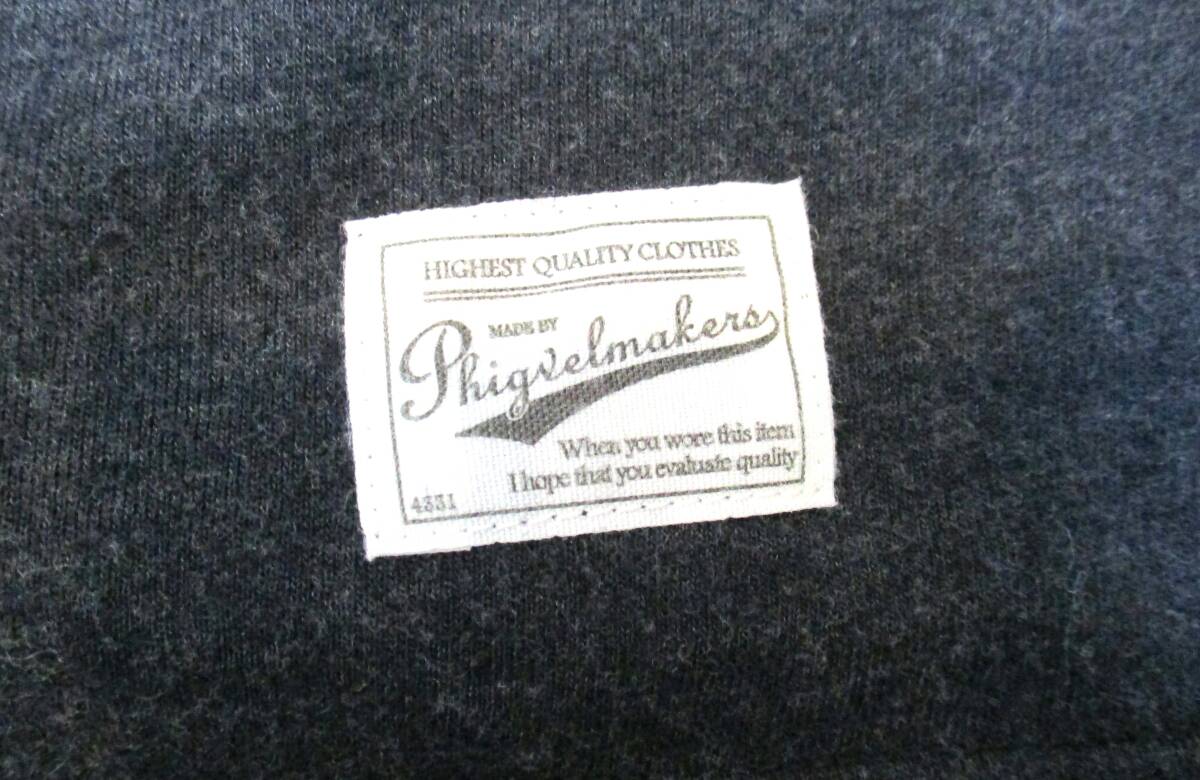 HIGHEST QUALITY CLOTHES
MADE BY
Phigvelmakers
When you wore this item
I hope that you evaluate quality
4331